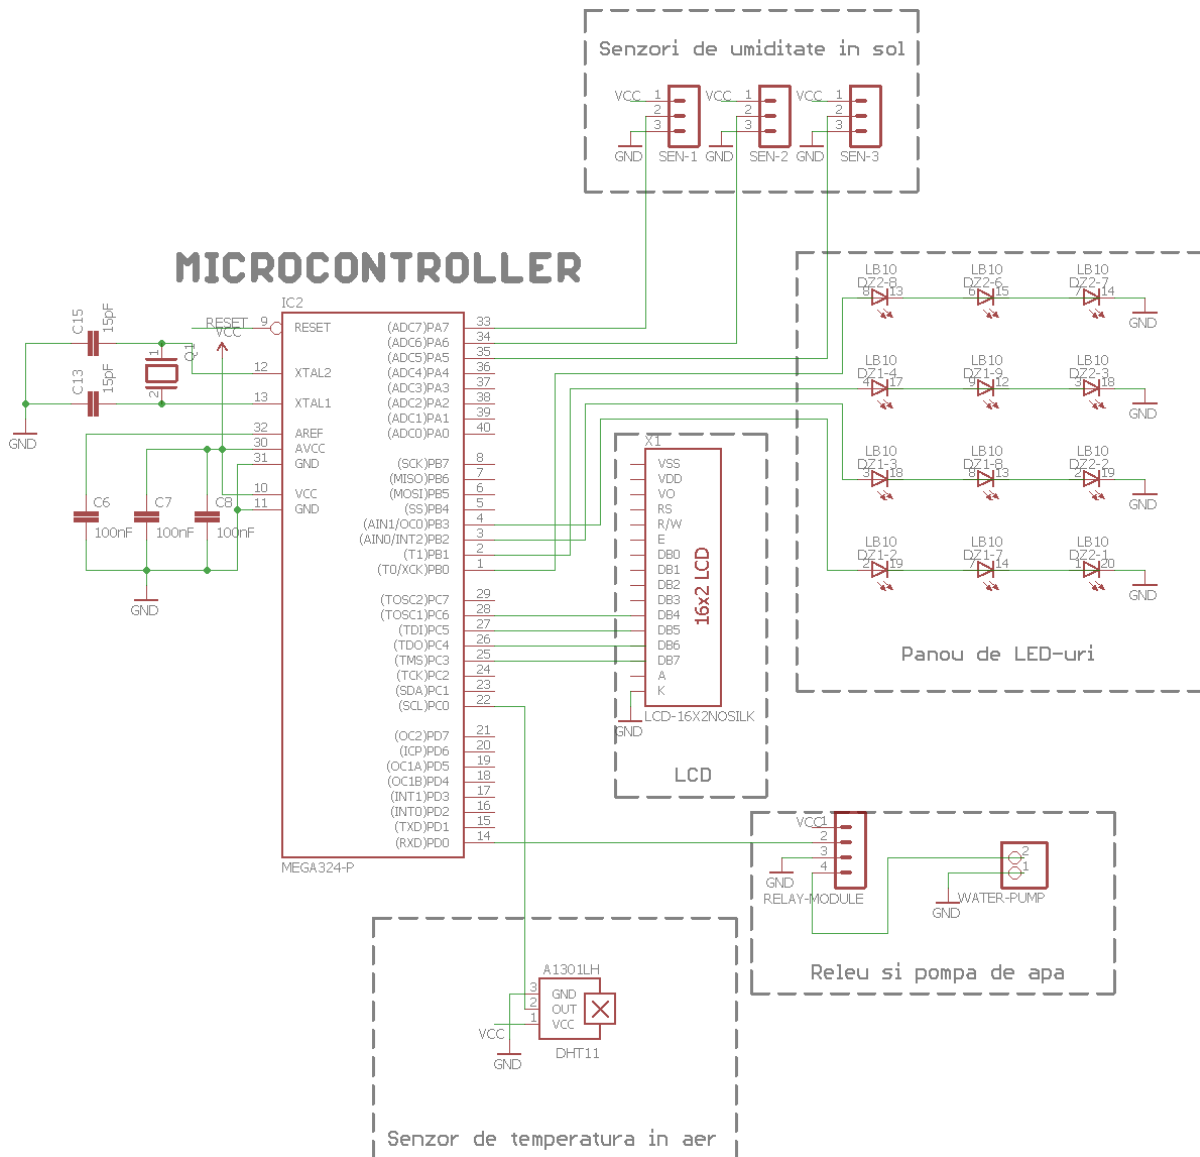 Senzori de umiditate in sol
VCC 1
2
3
GND SEN-1
VCC 1
2
3
GND SEN-2
VCC 1
2
3
GND SEN-3
MICROCONTROLLER
IC2
C15
15pF
C13
15pF
1
Q1
2
GND
RESET
VCC
9 RESET
12 XTAL2
13 XTAL1
32 AREF
30 AVCC
31 GND
10 VCC
11 GND
C6
100nF
C7
100nF
C8
100nF
GND
(ADC7)PA7 33
(ADC6)PA6 34
(ADC5)PA5 35
(ADC4)PA4 36
(ADC3)PA3 37
(ADC2)PA2 38
(ADC1)PA1 39
(ADC0)PA0 40
(SCK)PB7 8
(MISO)PB6 7
(MOSI)PB5 6
(SS)PB4 5
(AIN1/OC0)PB3 4
(AIN0/INT2)PB2 3
(T1)PB1 2
(T0/XCK)PB0 1
(TOSC2)PC7 29
(TOSC1)PC6 28
(TDI)PC5 27
(TDO)PC4 26
(TMS)PC3 25
(TCK)PC2 24
(SDA)PC1 23
(SCL)PC0 22
(OC2)PD7 21
(ICP)PD6 20
(OC1A)PD5 19
(OC1B)PD4 18
(INT1)PD3 17
(INT0)PD2 16
(TXD)PD1 15
(RXD)PD0 14
MEGA324-P
X1
VSS
VDD
VO
RS
R/W
E
DB0
DB1
DB2
DB3
DB4
DB5
DB6
DB7
A
K
16x2 LCD
GND
LCD-16X2NOSILK
LCD
LB10 LB10 LB10
DZ2-8 DZ2-6 DZ2-7
8 13 6 15 7 14
GND
LB10 LB10 LB10
DZ1-4 DZ1-9 DZ2-3
4 17 9 12 3 18
GND
LB10 LB10 LB10
DZ1-3 DZ1-8 DZ2-2
3 18 8 13 2 19
GND
LB10 LB10 LB10
DZ1-2 DZ1-7 DZ2-1
2 19 7 14 1 20
GND
Panou de LED-uri
VCC 1
2
3
4
GND
RELAY-MODULE
2
1
GND
WATER-PUMP
Releu si pompa de apa
A1301LH
3 GND
2 OUT
1 VCC
VCC
GND
DHT11
Senzor de temperatura in aer